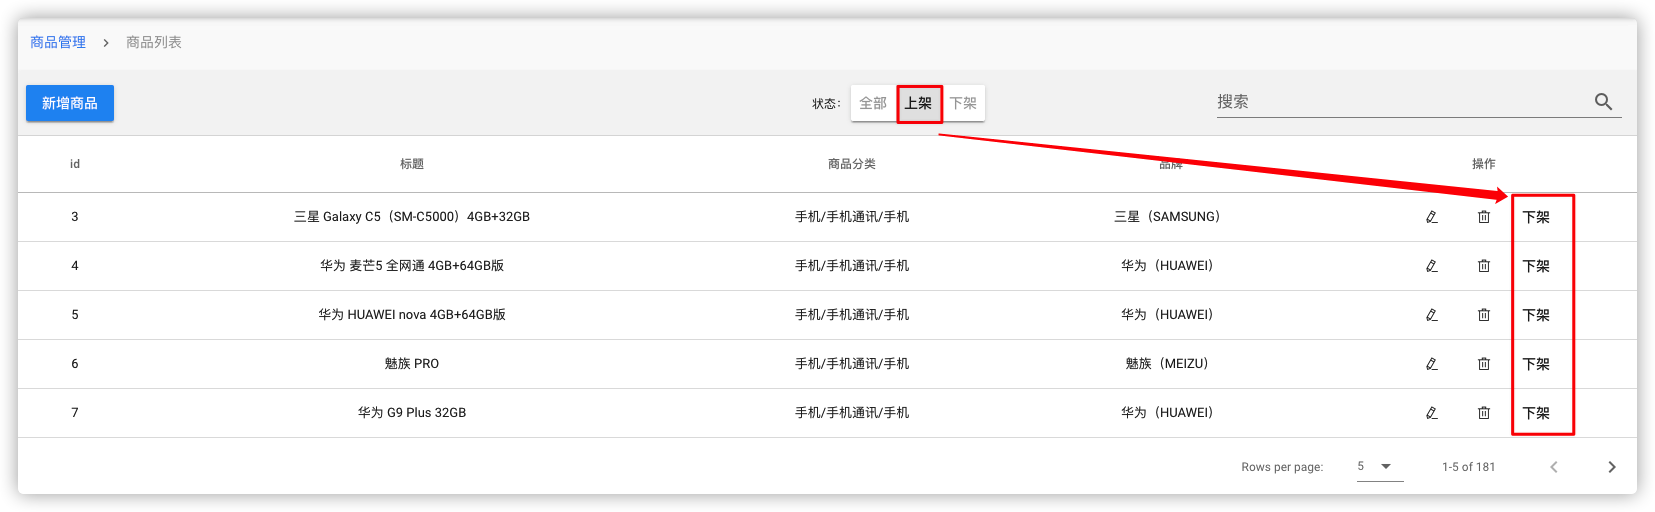 商品管理 > 商品列表
新增商品 状态： 全部 上架 下架 搜索
id 标题 商品分类 品牌 操作
3 三星 Galaxy C5（SM-C5000）4GB+32GB 手机/手机通讯/手机 三星（SAMSUNG） 下架
4 华为 麦芒5 全网通 4GB+64GB版 手机/手机通讯/手机 华为（HUAWEI） 下架
5 华为 HUAWEI nova 4GB+64GB版 手机/手机通讯/手机 华为（HUAWEI） 下架
6 魅族 PRO 手机/手机通讯/手机 魅族（MEIZU） 下架
7 华为 G9 Plus 32GB 手机/手机通讯/手机 华为（HUAWEI） 下架
Rows per page: 5 1-5 of 181